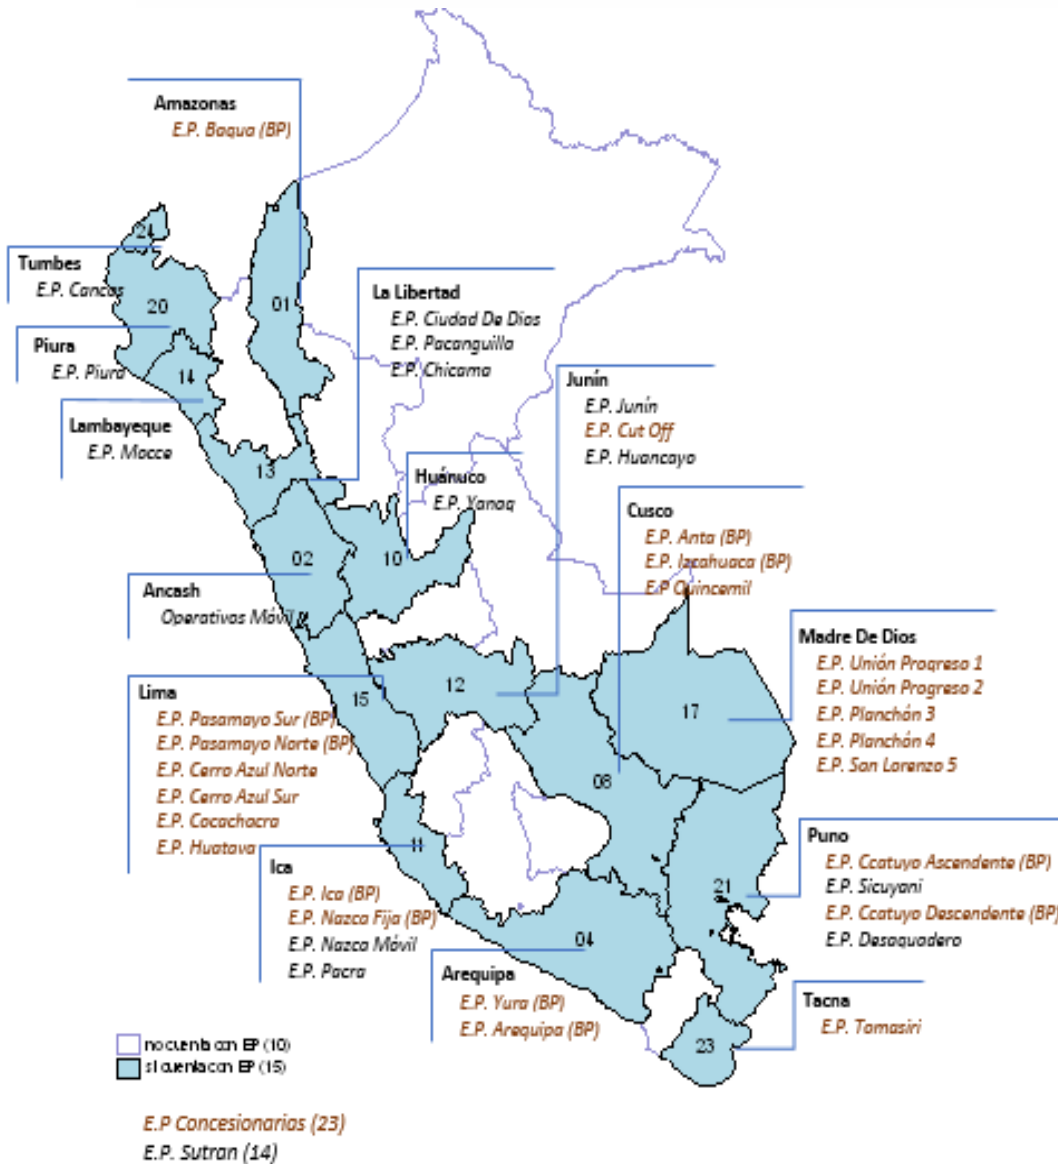 Amazonas
E.P. Bagua (BP)
24
Tumbes
E.P. Cancas
20
01
La Libertad
E.P. Ciudad De Dios
E.P. Pacanguilla
E.P. Chicama
Piura
E.P. Piura
14
Junín
E.P. Junín
E.P. Cut Off
E.P. Huancayo
Lambayeque
E.P. Mocce
13
Huánuco
E.P. Yanag
Cusco
E.P. Anta (BP)
E.P. Izcahuaca (BP)
E.P Quincemil
02
10
Ancash
Operativos Móvil
Madre De Dios
E.P. Unión Progreso 1
E.P. Unión Progreso 2
E.P. Planchón 3
E.P. Planchón 4
E.P. San Lorenzo 5
12
15
17
Lima
E.P. Pasamayo Sur (BP)
E.P. Pasamayo Norte (BP)
E.P. Cerro Azul Norte
E.P. Cerro Azul Sur
E.P. Cocachacra
E.P. Huatava
08
11
Ica
E.P. Ica (BP)
E.P. Nazca Fija (BP)
E.P. Nazca Móvil
E.P. Pacra
Puno
E.P. Ccatuyo Ascendente (BP)
E.P. Sicuyani
E.P. Ccatuyo Descendente (BP)
E.P. Desaguadero
21
04
Arequipa
E.P. Yura (BP)
E.P. Arequipa (BP)
Tacna
E.P. Tomasiri
23
no cuenta con EP (10)
si cuenta con EP (15)
E.P Concesionarias (23)
E.P. Sutran (14)